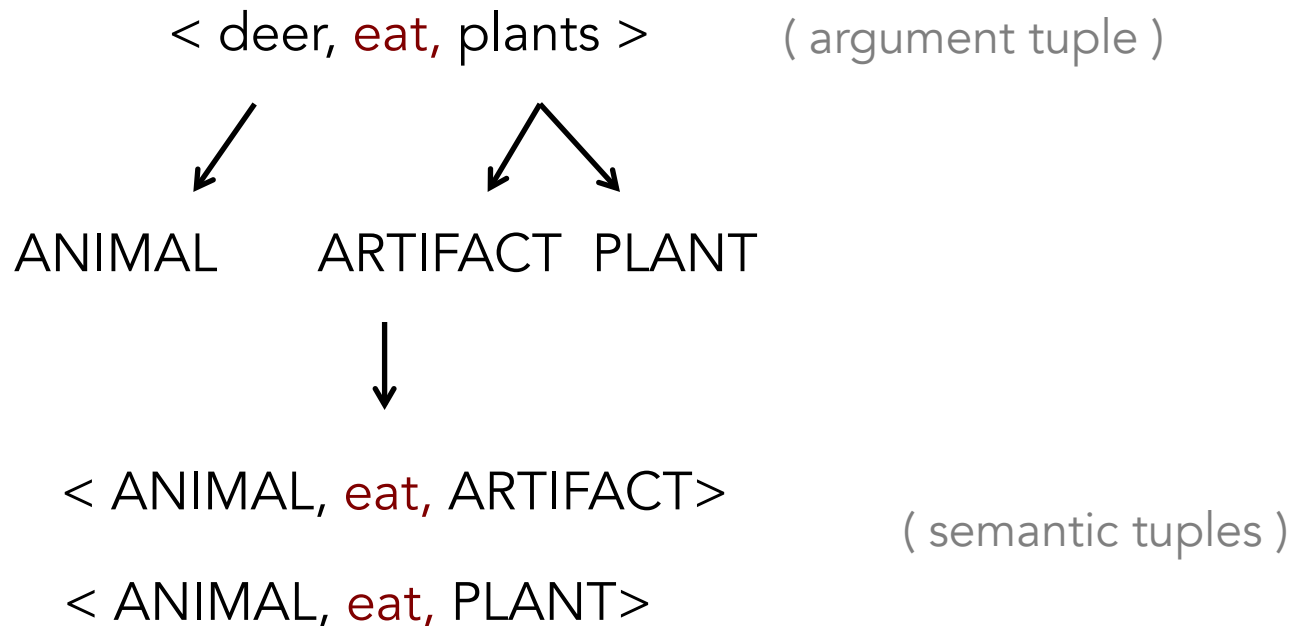 < deer, eat, plants > ( argument tuple )
ANIMAL ARTIFACT PLANT
< ANIMAL, eat, ARTIFACT>
( semantic tuples )
< ANIMAL, eat, PLANT>